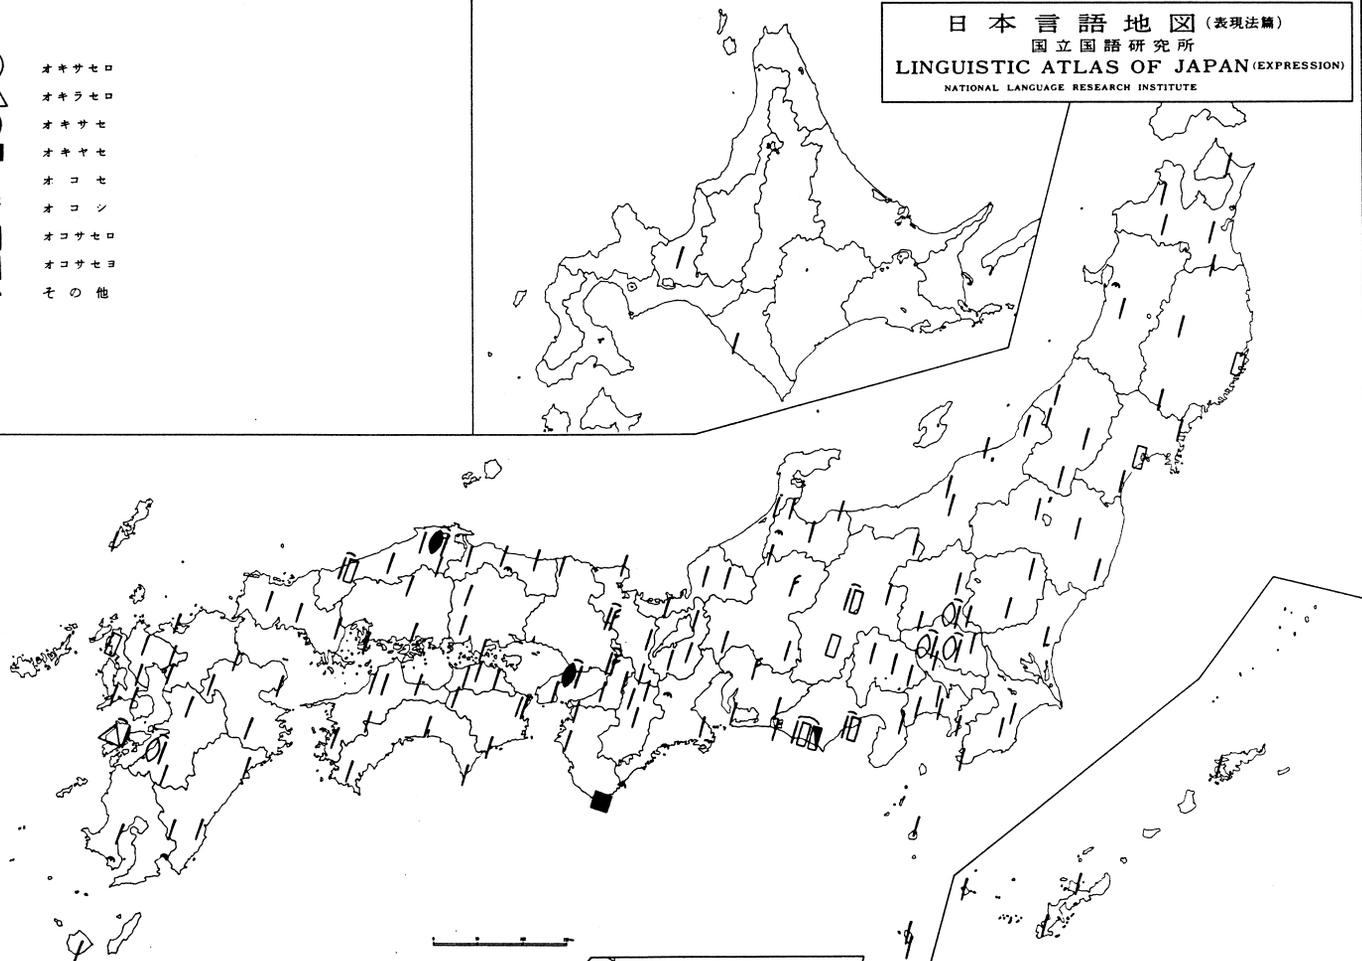 日本言語地図(表現法篇)
国立国語研究所
LINGUISTIC ATLAS OF JAPAN (EXPRESSION)
NATIONAL LANGUAGE RESEARCH INSTITUTE
オキサセロ
オキラセロ
オキサセ
オキヤセ
オコセ
オコシ
オコサセロ
オコサセヨ
その他